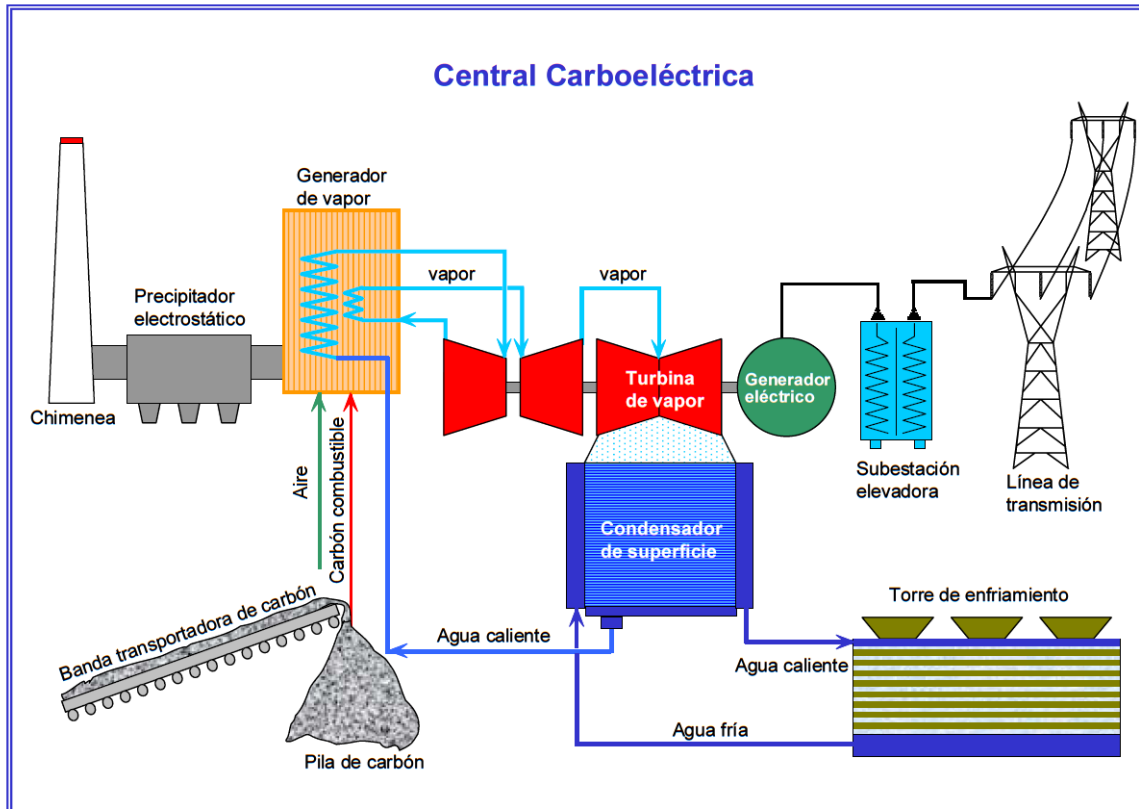 Central Carboeléctrica
Generador
de vapor
vapor
vapor
Precipitador
electrostático
Chimenea
Turbina
de vapor
Generador
eléctrico
Subestación
elevadora
Línea de
transmisión
Aire
Carbón combustible
Condensador
de superficie
Banda transportadora de carbón
Agua caliente
Torre de enfriamiento
Agua caliente
Agua fría
Pila de carbón